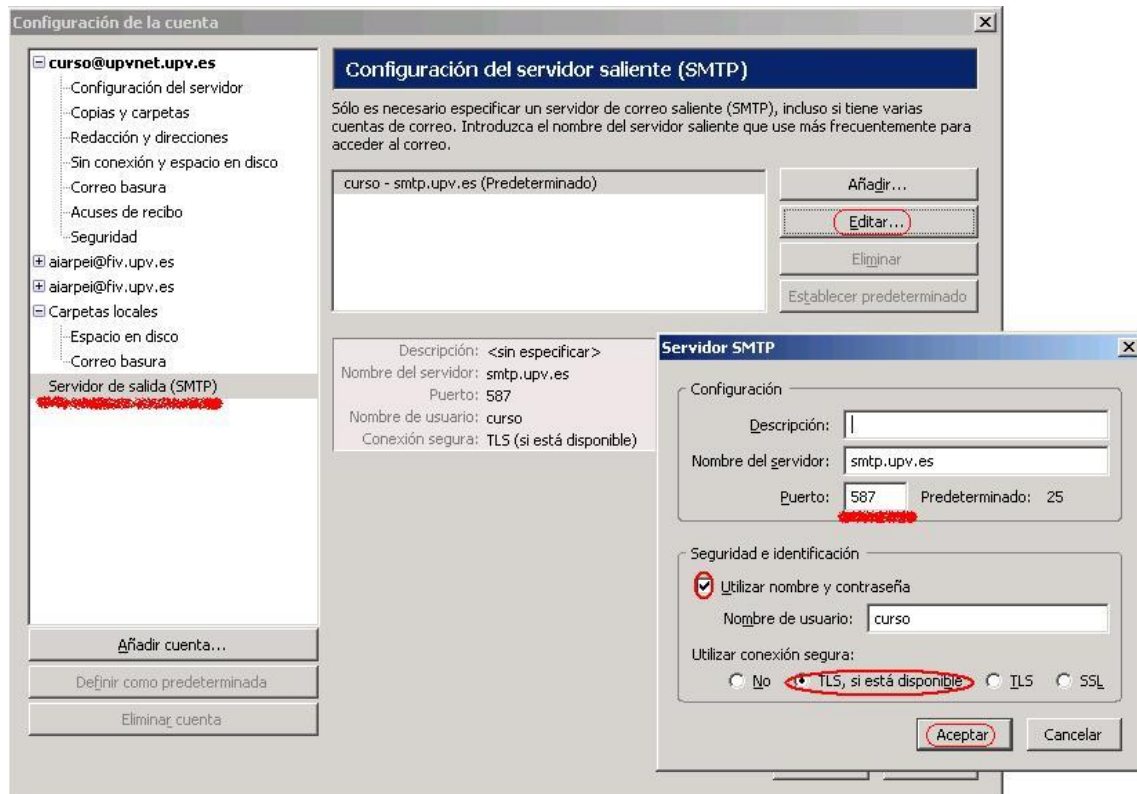 Configuración de la cuenta
curso@upvnet.upv.es
Configuración del servidor
Copias y carpetas
Redacción y direcciones
Sin conexión y espacio en disco
Correo basura
Acuses de recibo
Seguridad
aiarpei@fiv.upv.es
aiarpei@fiv.upv.es
Carpetas locales
Espacio en disco
Correo basura
Servidor de salida (SMTP)
Añadir cuenta...
Definir como predeterminada
Eliminar cuenta
Configuración del servidor saliente (SMTP)
Sólo es necesario especificar un servidor de correo saliente (SMTP), incluso si tiene varias
cuentas de correo. Introduzca el nombre del servidor saliente que use más frecuentemente para
acceder al correo.
curso - smtp.upv.es (Predeterminado)
Añadir...
Editar...
Eliminar
Establecer predeterminado
Descripción: <sin especificar>
Nombre del servidor: smtp.upv.es
Puerto: 587
Nombre de usuario: curso
Conexión segura: TLS (si está disponible)
Servidor SMTP
Configuración
Descripción:
Nombre del servidor: smtp.upv.es
Puerto: 587 Predeterminado: 25
Seguridad e identificación
Utilizar nombre y contraseña
Nombre de usuario: curso
Utilizar conexión segura:
No TLS, si está disponible TLS SSL
Aceptar Cancelar